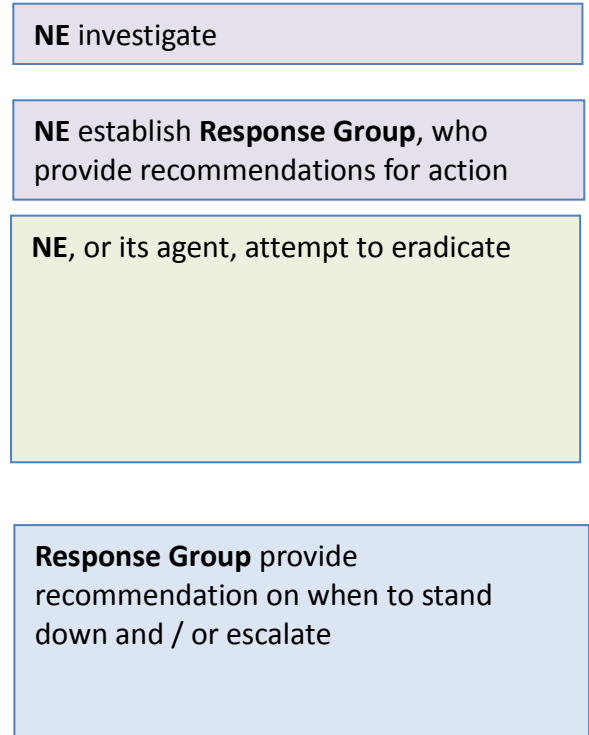 NE investigate
NE establish Response Group, who
provide recommendations for action
NE, or its agent, attempt to eradicate
Response Group provide
recommendation on when to stand
down and / or escalate